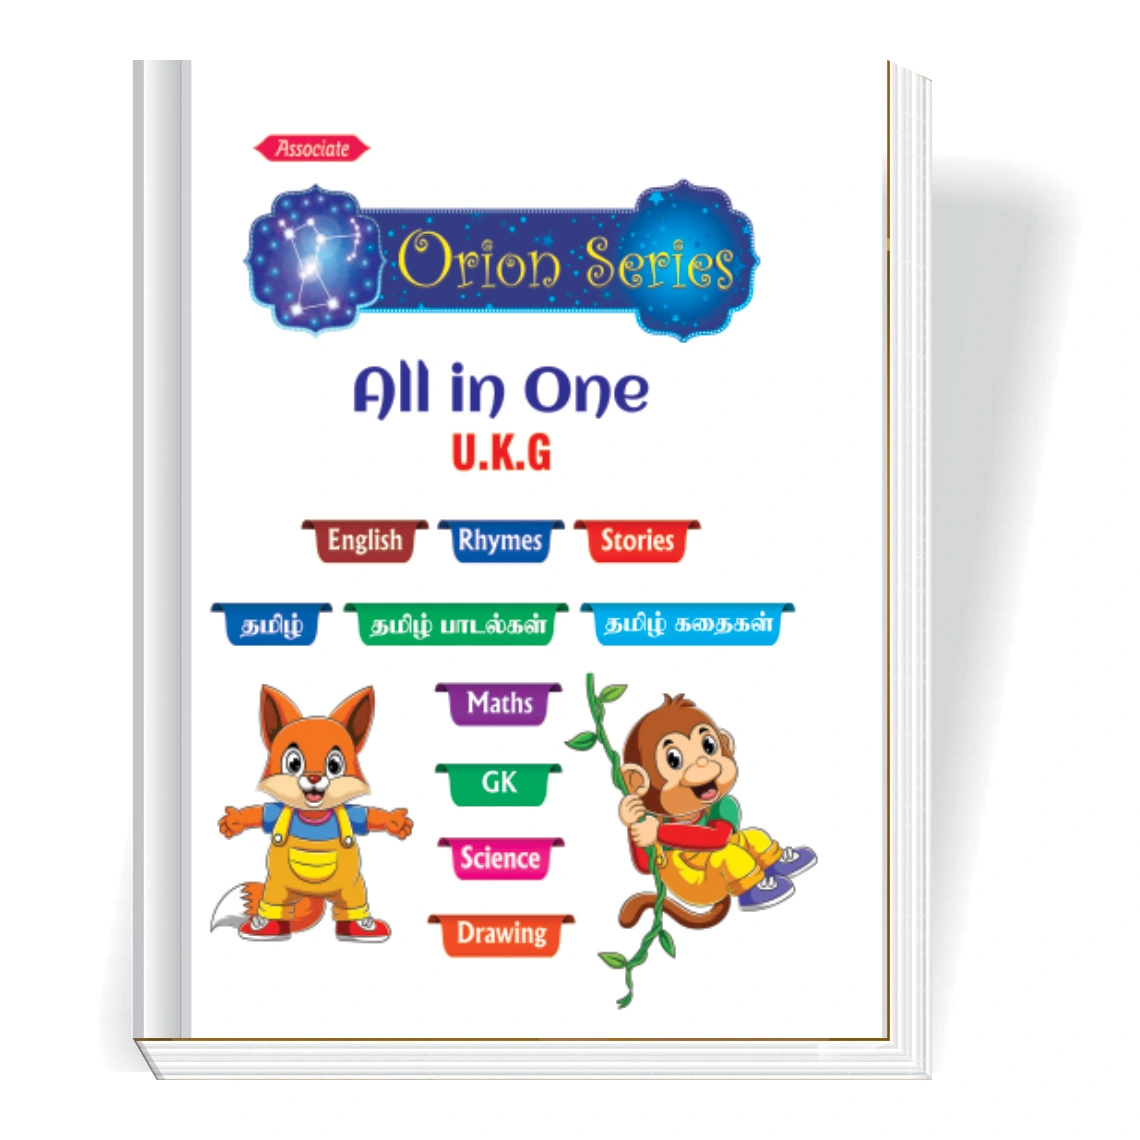 Associate
Orion Series
All in One
U.K.G
English Rhymes Stories
தமிழ் தமிழ் பாடல்கள் தமிழ் கதைகள்
Maths
GK
Science
Drawing